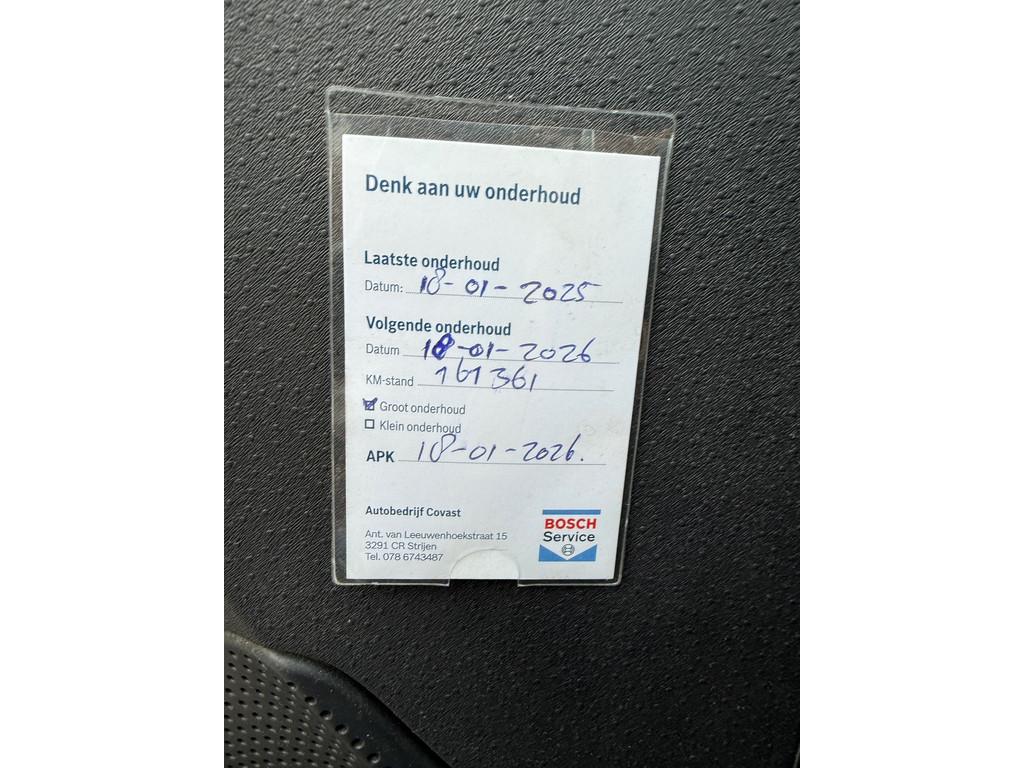 Denk aan uw onderhoud
Laatste onderhoud
Datum: 18-01-2025
Volgende onderhoud
Datum 18-01-2026
KM-stand 161361
Groot onderhoud
Klein onderhoud
APK 18-01-2026.
Autobedrijf Covast
Ant. van Leeuwenhoekstraat 15
3291 CR Strijen
Tel. 078 6743487
BOSCH
Service